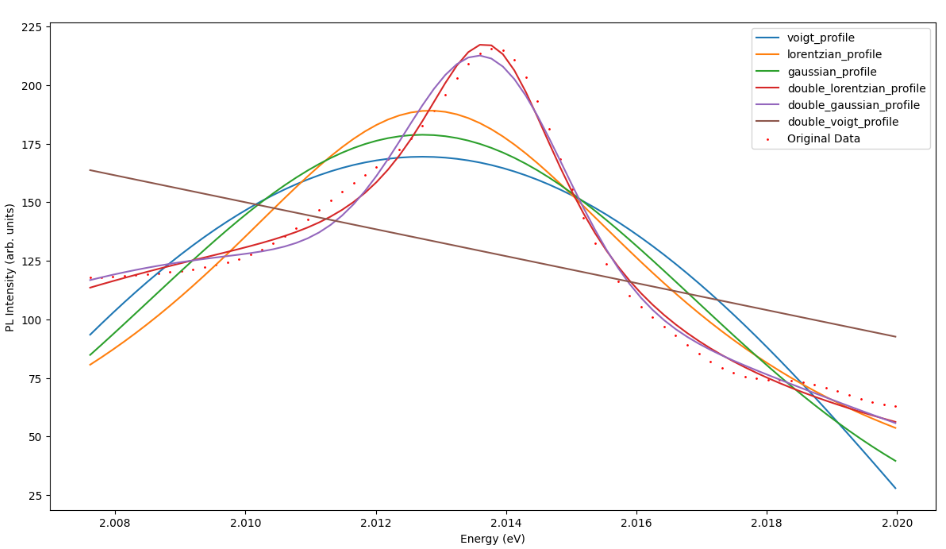 225
200
175
150
125
100
75
50
25
PL Intensity (arb. units)
voigt_profile
lorentzian_profile
gaussian_profile
double_lorentzian_profile
double_gaussian_profile
double_voigt_profile
Original Data
2.008 2.010 2.012 2.014 2.016 2.018 2.020
Energy (eV)